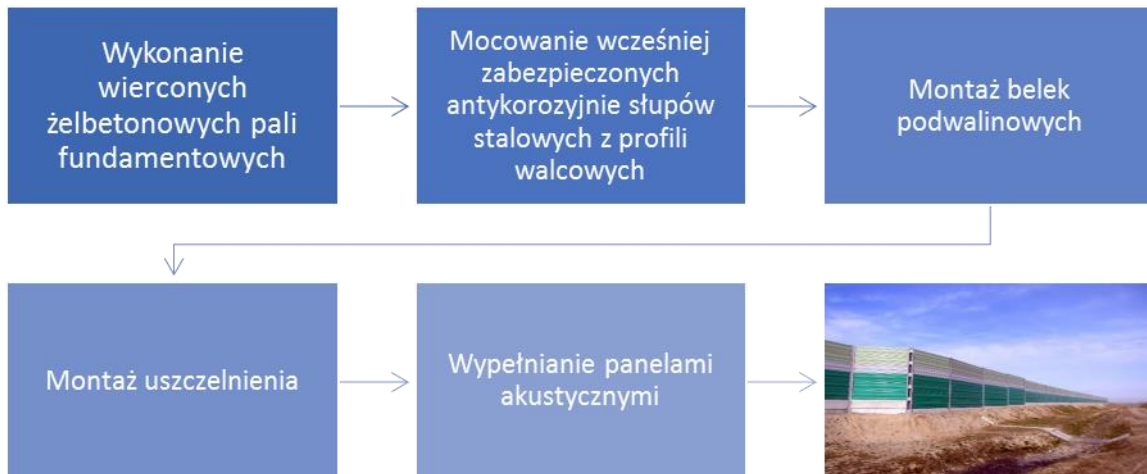 Wykonanie
wierconych
żelbetonowych pali
fundamentowych
Mocowanie wcześniej
zabezpieczonych
antykorozyjnie słupów
stalowych z profili
walcowych
Montaż belek
podwalinowych
Montaż uszczelnienia
Wypełnianie panelami
akustycznymi